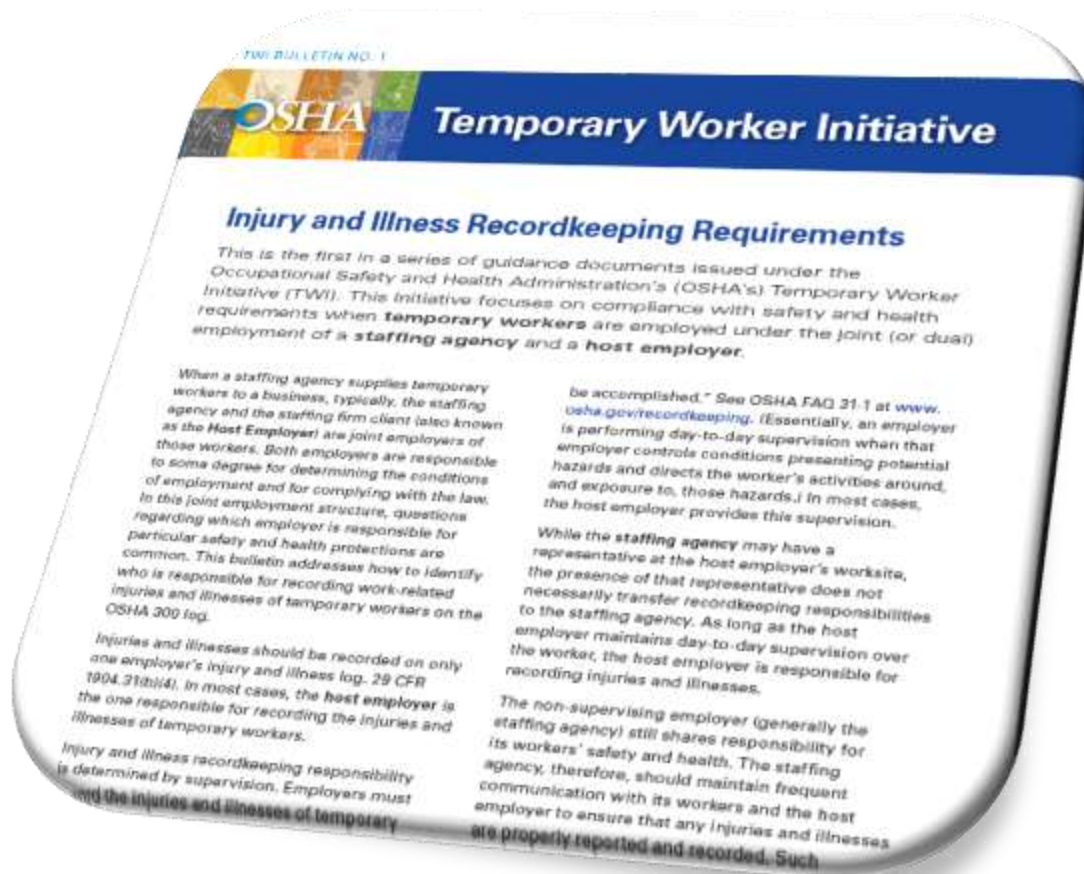 TWI BULLETIN NO. 1
OSHA
Temporary Worker Initiative
Injury and Illness Recordkeeping Requirements
This is the first in a series of guidance documents issued under the
Occupational Safety and Health Administration's (OSHA's) Temporary Worker
Initiative (TWI). This Initiative focuses on compliance with safety and health
requirements when temporary workers are employed under the joint (or dual)
employment of a staffing agency and a host employer.
When a staffing agency supplies temporary
workers to a business, typically, the staffing
agency and the staffing firm client (also known
as the Host Employer) are joint employers of
those workers. Both employers are responsible
to some degree for determining the conditions
of employment and for complying with the law.
In this joint employment structure, questions
regarding which employer is responsible for
particular safety and health protections are
common. This bulletin addresses how to identify
who is responsible for recording work-related
injuries and illnesses of temporary workers on the
OSHA 300 log.
Injuries and illnesses should be recorded on only
one employer's injury and illness log. 29 CFR
1904.31(b)(4). In most cases, the host employer is
the one responsible for recording the injuries and
illnesses of temporary workers.
Injury and illness recordkeeping responsibility
is determined by supervision. Employers must
the injuries and illnesses of temporary
be accomplished." See OSHA FAQ 31-1 at www.
osha.gov/recordkeeping. (Essentially, an employer
is performing day-to-day supervision when that
employer controls conditions presenting potential
hazards and directs the worker's activities around,
and exposure to, those hazards.) In most cases,
the host employer provides this supervision.
While the staffing agency may have a
representative at the host employer's worksite,
the presence of that representative does not
necessarily transfer recordkeeping responsibilities
to the staffing agency. As long as the host
employer maintains day-to-day supervision over
the worker, the host employer is responsible for
recording injuries and illnesses.
The non-supervising employer (generally the
staffing agency) still shares responsibility for
its workers' safety and health. The staffing
agency, therefore, should maintain frequent
communication with its workers and the host
employer to ensure that any injuries and illnesses
are properly reported and recorded. Such